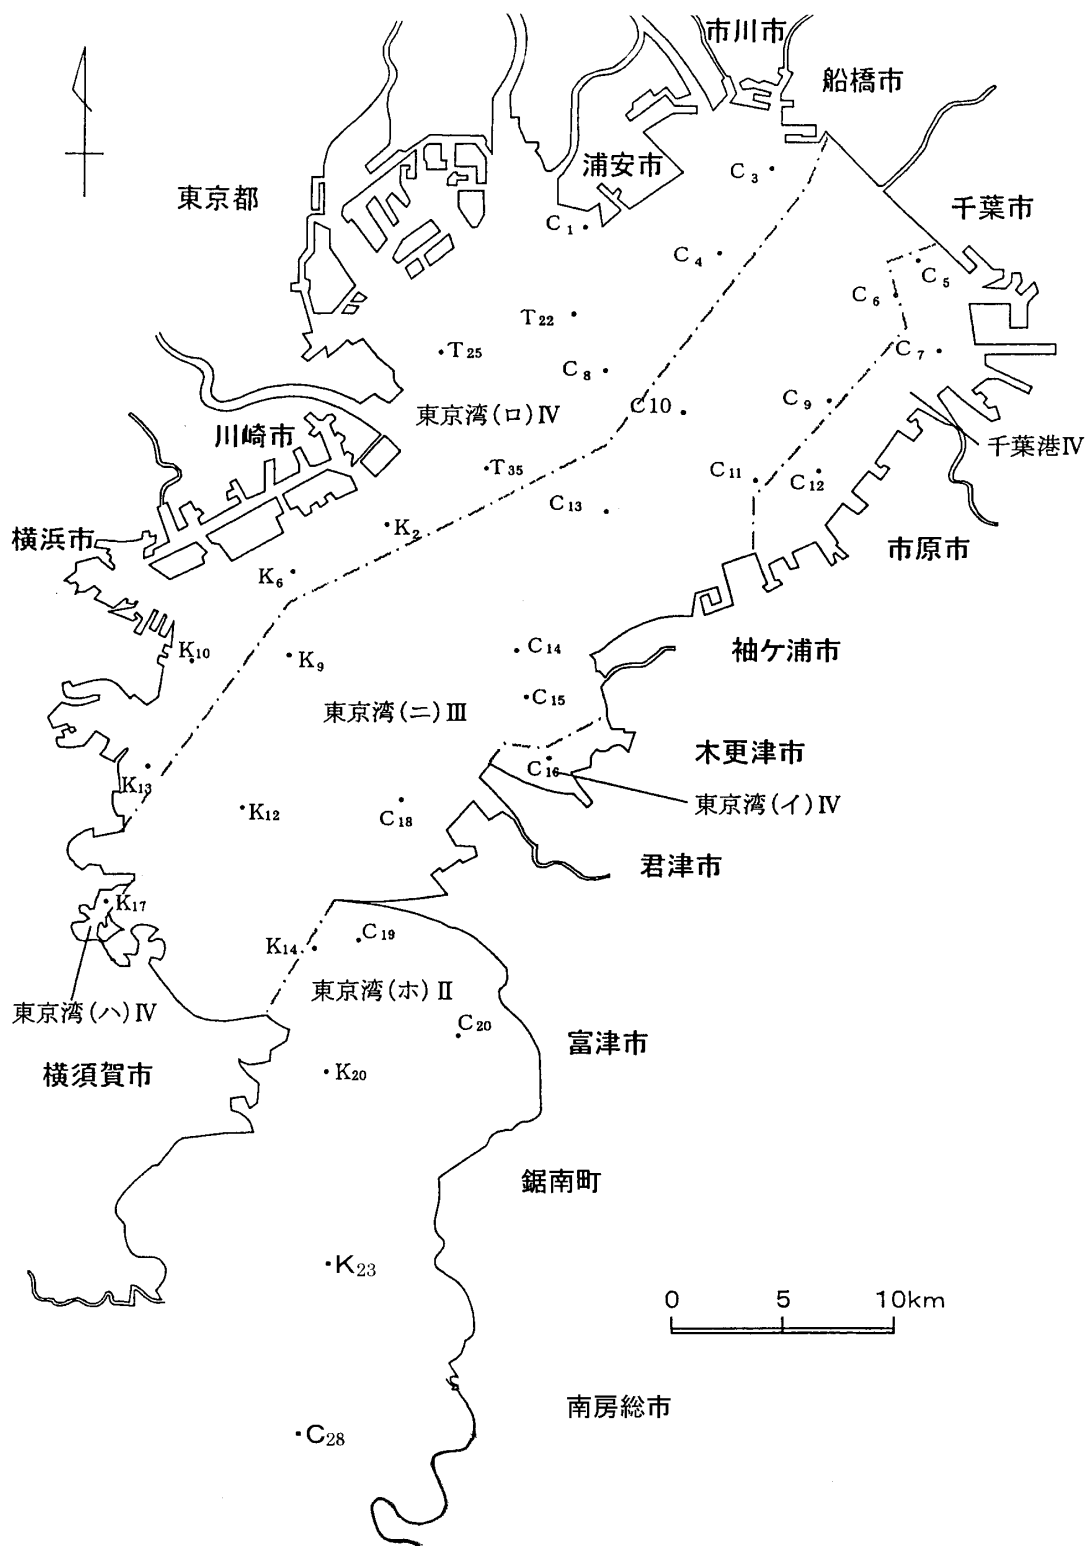 市川市
船橋市
浦安市
東京都
C3
千葉市
C1
C4
C5
C6
T22
T25
C7
C8
C9
C10
東京湾(ロ)Ⅳ
川崎市
千葉港Ⅳ
T35
C11
C12
C13
K2
横浜市
市原市
K6
K10
K9
C14
袖ケ浦市
C15
東京湾(ニ)Ⅲ
木更津市
C16
K13
K12
C18
東京湾(イ)Ⅳ
君津市
K17
K14
C19
東京湾(ホ)Ⅱ
東京湾(ハ)Ⅳ
C20
富津市
横須賀市
K20
鋸南町
K23
0 5 10km
南房総市
C28